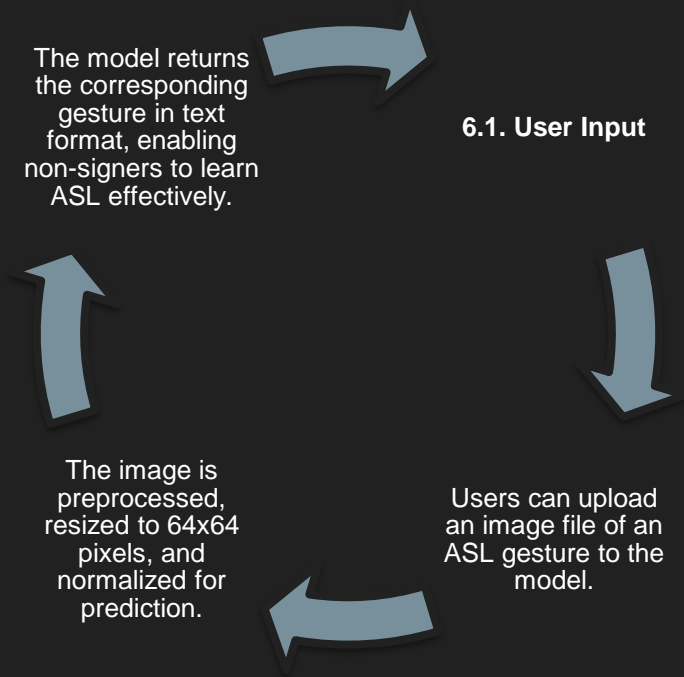 The model returns
the corresponding
gesture in text
format, enabling
non-signers to learn
ASL effectively.
6.1. User Input
Users can upload
an image file of an
ASL gesture to the
model.
The image is
preprocessed,
resized to 64x64
pixels, and
normalized for
prediction.